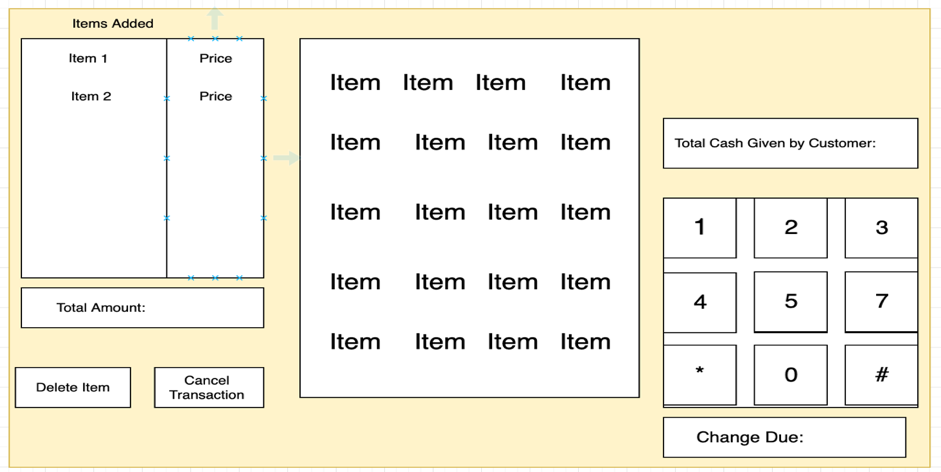 Items Added
Item 1 Price
Item 2 Price
Total Amount:
Delete Item
Cancel
Transaction
Item Item Item Item
Item Item Item Item
Item Item Item Item
Item Item Item Item
Item Item Item Item
Total Cash Given by Customer:
1 2 3
4 5 7
* 0 #
Change Due: